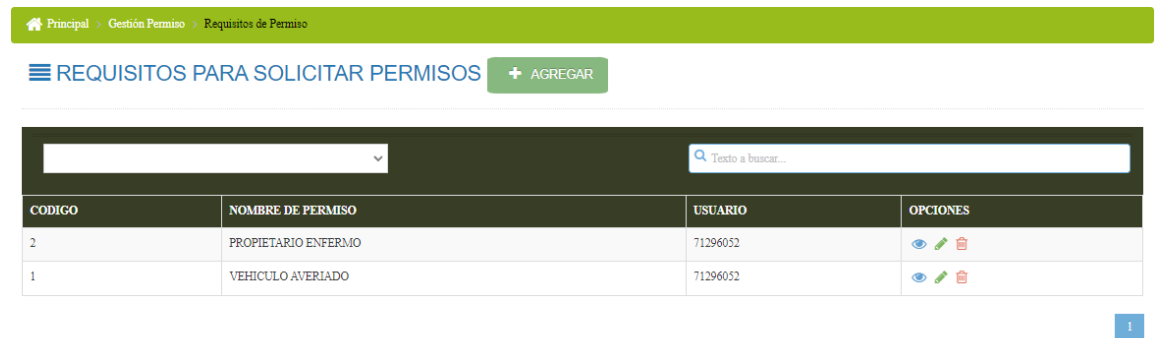 Principal > Gestión Permiso > Requisitos de Permiso
REQUISITOS PARA SOLICITAR PERMISOS + AGREGAR
Texto a buscar...
CODIGO NOMBRE DE PERMISO USUARIO OPCIONES
2 PROPIETARIO ENFERMO 71296052
1 VEHICULO AVERIADO 71296052
1